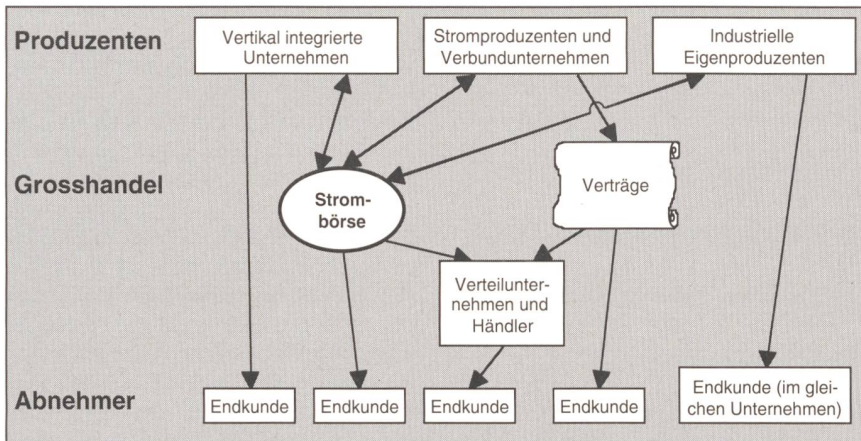 Produzenten
Vertikal integrierte
Unternehmen
Stromproduzenten und
Verbundunternehmen
Industrielle
Eigenproduzenten
Grosshandel
Strom-
börse
Verträge
Verteilunter-
nehmen und
Händler
Abnehmer
Endkunde
Endkunde
Endkunde
Endkunde
Endkunde (im glei-
chen Unternehmen)